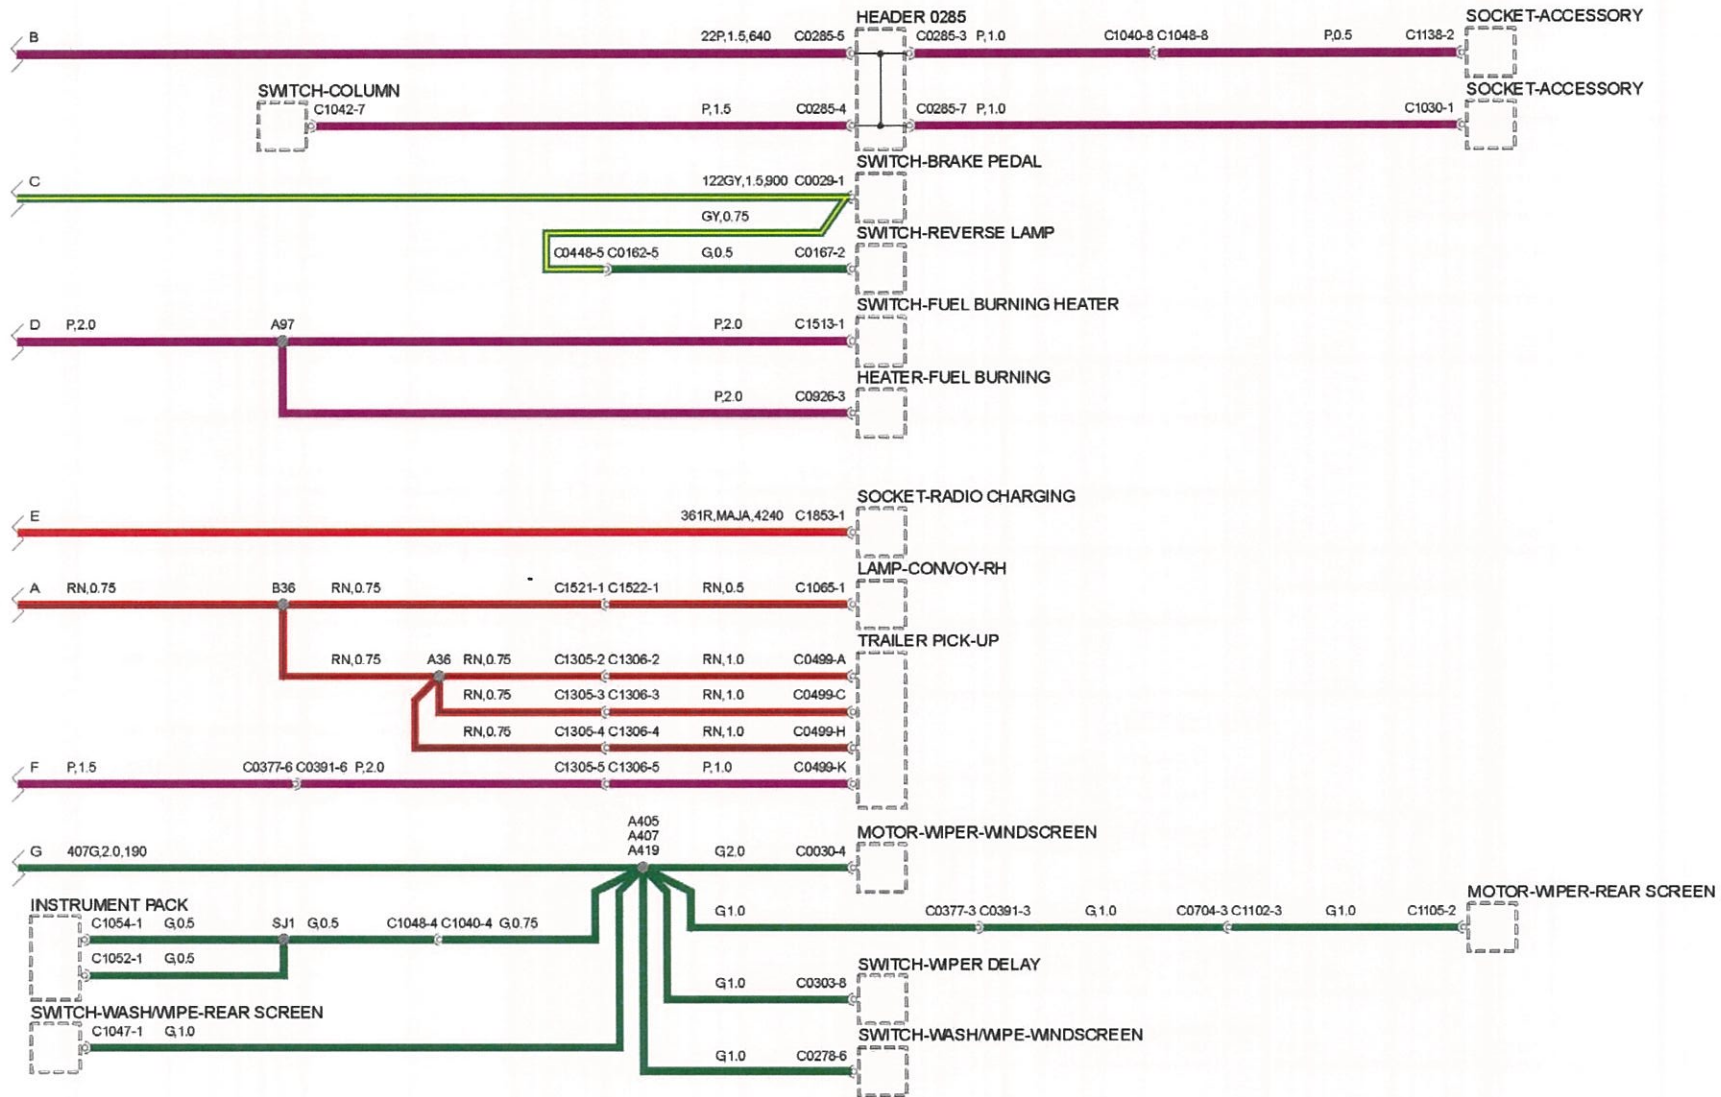 HEADER 0285 SOCKET-ACCESSORY
B 22P,1.5,640 C0285-5 C0285-3 P,1.0 C1040-8 C1048-8 P,0.5 C1138-2
SWITCH-COLUMN SOCKET-ACCESSORY
C1042-7 P,1.5 C0285-4 C0285-7 P,1.0 C1030-1
SWITCH-BRAKE PEDAL
C 122GY,1.5,900 C0029-1
GY,0.75
SWITCH-REVERSE LAMP
C0448-5 C0162-5 G,0.5 C0167-2
SWITCH-FUEL BURNING HEATER
D P,2.0 A97 P,2.0 C1513-1
HEATER-FUEL BURNING
P,2.0 C0926-3
SOCKET-RADIO CHARGING
E 361R,MAJA,4240 C1853-1
LAMP-CONVOY-RH
A RN,0.75 B36 RN,0.75 C1521-1 C1522-1 RN,0.5 C1065-1
TRAILER PICK-UP
RN,0.75 A36 RN,0.75 C1305-2 C1306-2 RN,1.0 C0499-A
RN,0.75 C1305-3 C1306-3 RN,1.0 C0499-C
RN,0.75 C1305-4 C1306-4 RN,1.0 C0499-H
F P,1.5 C0377-6 C0391-6 P,2.0 C1305-5 C1306-5 P,1.0 C0499-K
A405
A407
MOTOR-WIPER-WINDSCREEN
G 407G,2.0,190 A419 G2.0 C0030-4
MOTOR-WIPER-REAR SCREEN
INSTRUMENT PACK
G1.0 C0377-3 C0391-3 G,1.0 C0704-3 C1102-3 G1.0 C1105-2
C1054-1 G,0.5 SJ1 G,0.5 C1048-4 C1040-4 G,0.75
C1052-1 G,0.5
SWITCH-WIPER DELAY
G1.0 C0303-8
SWITCH-WASH/WIPE-REAR SCREEN
C1047-1 G,1.0
SWITCH-WASH/WIPE-WINDSCREEN
G1.0 C0278-6